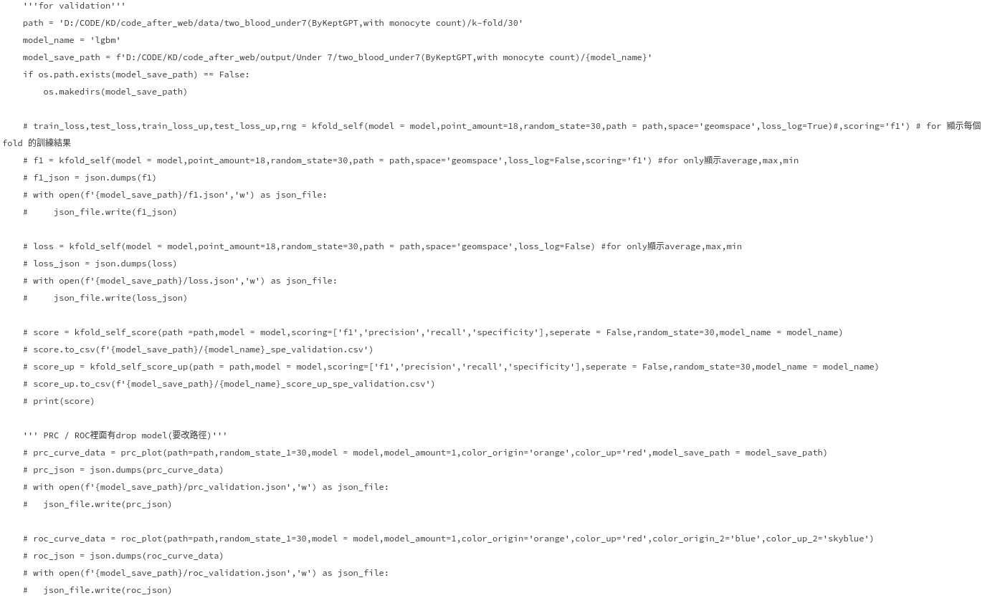 '''for validation'''
    path = 'D:/CODE/KD/code_after_web/data/two_blood_under7(ByKeptGPT,with monocyte count)/k-fold/30'
    model_name = 'lgbm'
    model_save_path = f'D:/CODE/KD/code_after_web/output/Under 7/two_blood_under7(ByKeptGPT,with monocyte count)/{model_name}'
    if os.path.exists(model_save_path) == False:
        os.makedirs(model_save_path)

    # train_loss,test_loss,train_loss_up,test_loss_up,rng = kfold_self(model = model,point_amount=18,random_state=30,path = path,space='geomspace',loss_log=True)#,scoring='f1') # for 顯示每個
fold 的訓練結果
    # f1 = kfold_self(model = model,point_amount=18,random_state=30,path = path,space='geomspace',loss_log=False,scoring='f1') #for only顯示average,max,min
    # f1_json = json.dumps(f1)
    # with open(f'{model_save_path}/f1.json','w') as json_file:
    #     json_file.write(f1_json)

    # loss = kfold_self(model = model,point_amount=18,random_state=30,path = path,space='geomspace',loss_log=False) #for only顯示average,max,min
    # loss_json = json.dumps(loss)
    # with open(f'{model_save_path}/loss.json','w') as json_file:
    #     json_file.write(loss_json)

    # score = kfold_self_score(path =path,model = model,scoring=['f1','precision','recall','specificity'],seperate = False,random_state=30,model_name = model_name)
    # score.to_csv(f'{model_save_path}/{model_name}_spe_validation.csv')
    # score_up = kfold_self_score_up(path = path,model = model,scoring=['f1','precision','recall','specificity'],seperate = False,random_state=30,model_name = model_name)
    # score_up.to_csv(f'{model_save_path}/{model_name}_score_up_spe_validation.csv')
    # print(score)

    ''' PRC / ROC裡面有drop model(要改路徑)'''
    # prc_curve_data = prc_plot(path=path,random_state_1=30,model = model,model_amount=1,color_origin='orange',color_up='red',model_save_path = model_save_path)
    # prc_json = json.dumps(prc_curve_data)
    # with open(f'{model_save_path}/prc_validation.json','w') as json_file:
    #   json_file.write(prc_json)

    # roc_curve_data = roc_plot(path=path,random_state_1=30,model = model,model_amount=1,color_origin='orange',color_up='red',color_origin_2='blue',color_up_2='skyblue')
    # roc_json = json.dumps(roc_curve_data)
    # with open(f'{model_save_path}/roc_validation.json','w') as json_file:
    #   json_file.write(roc_json)